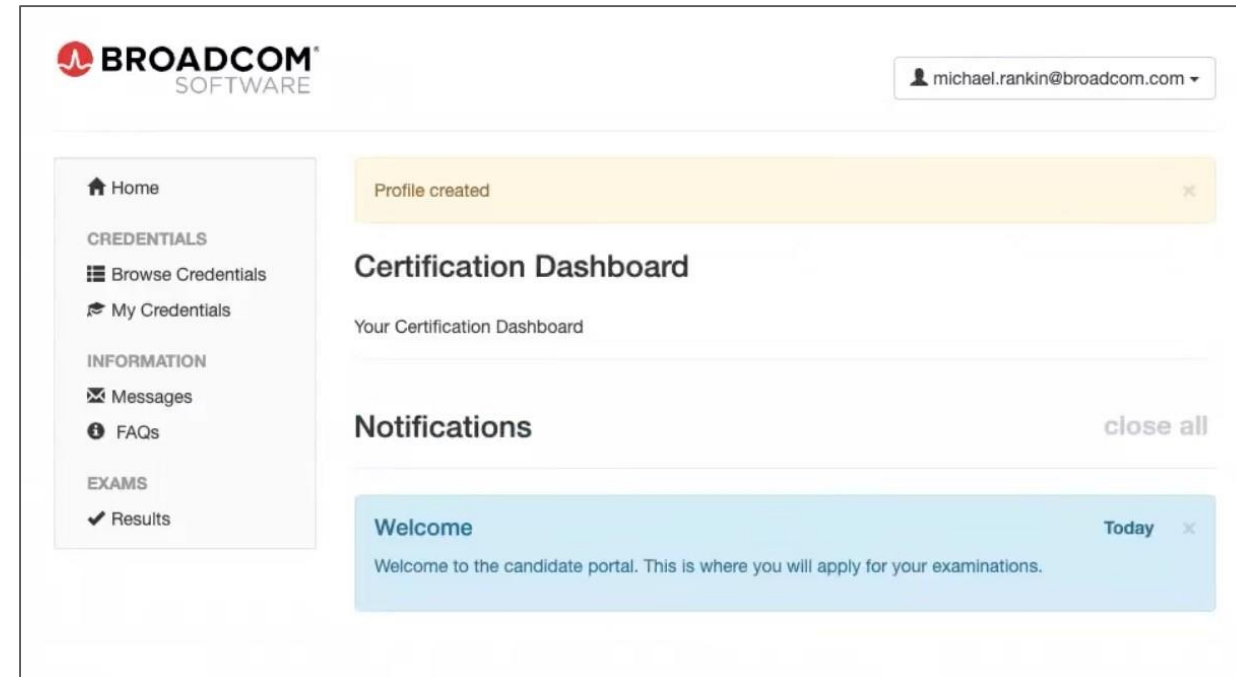 BROADCOM®
SOFTWARE
michael.rankin@broadcom.com
Home
CREDENTIALS
Browse Credentials
My Credentials
INFORMATION
Messages
FAQs
EXAMS
Results
Profile created ×
Certification Dashboard
Your Certification Dashboard
Notifications close all
Welcome Today ×
Welcome to the candidate portal. This is where you will apply for your examinations.